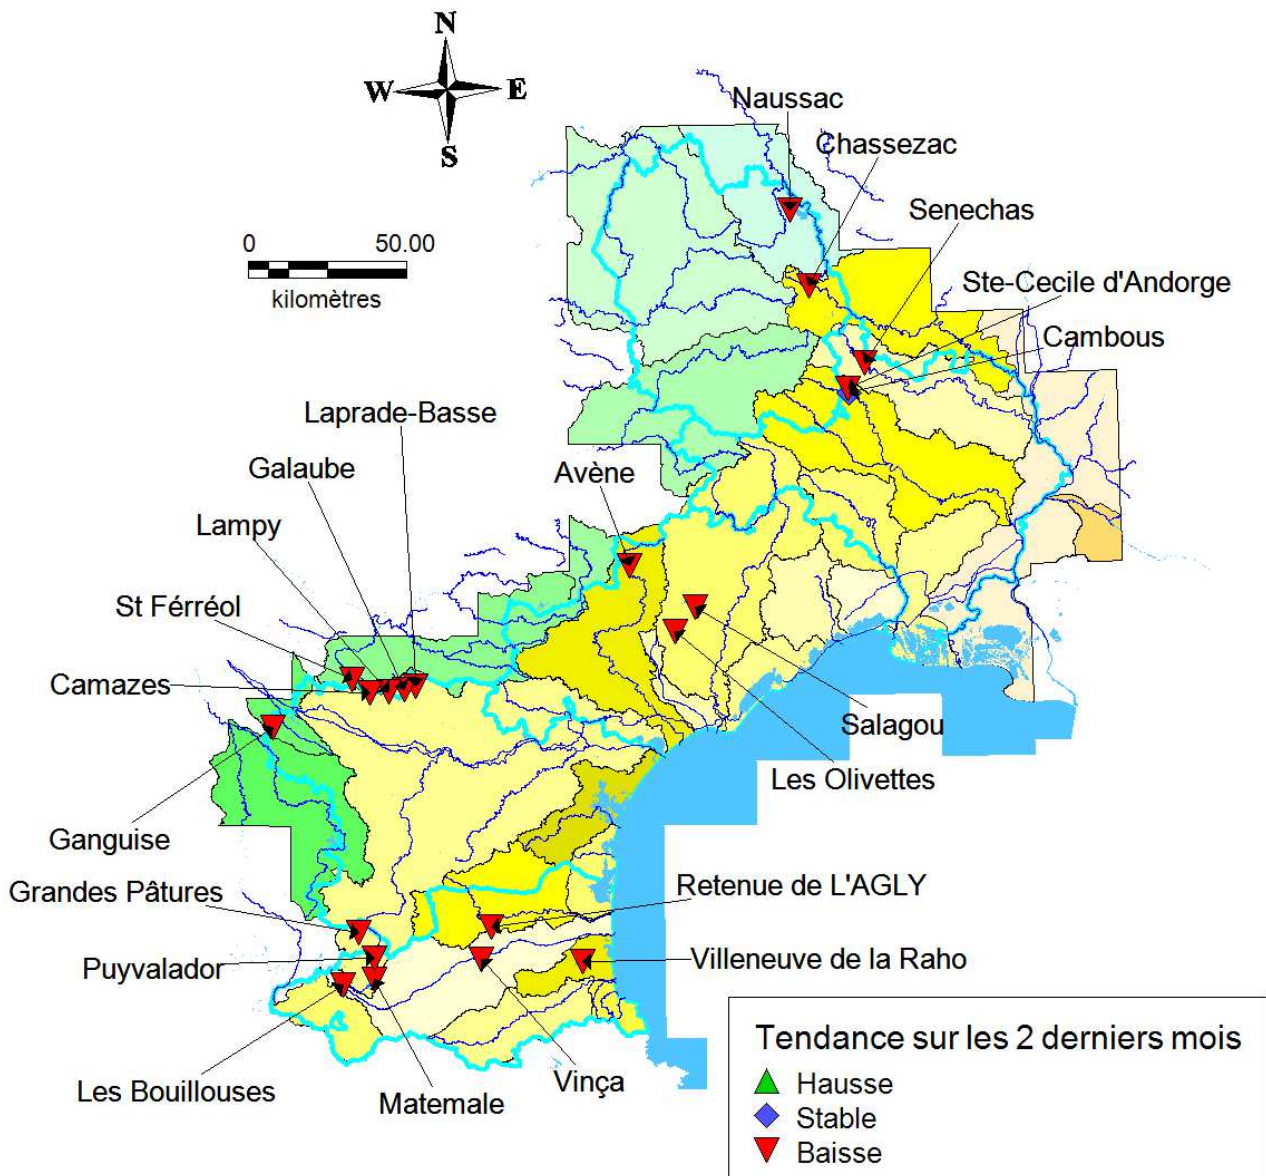 N
W E
S
Naussac
Chassezac
Senechas
0 50.00
kilomètres
Ste-Cecile d'Andorge
Cambous
Laprade-Basse
Galaube
Avène
Lampy
St Férréol
Camazes
Salagou
Les Olivettes
Ganguise
Grandes Pâtures
Retenue de L'AGLY
Puyvalador
Villeneuve de la Raho
Les Bouillouses
Matemale
Vinça
Tendance sur les 2 derniers mois
Hausse
Stable
Baisse